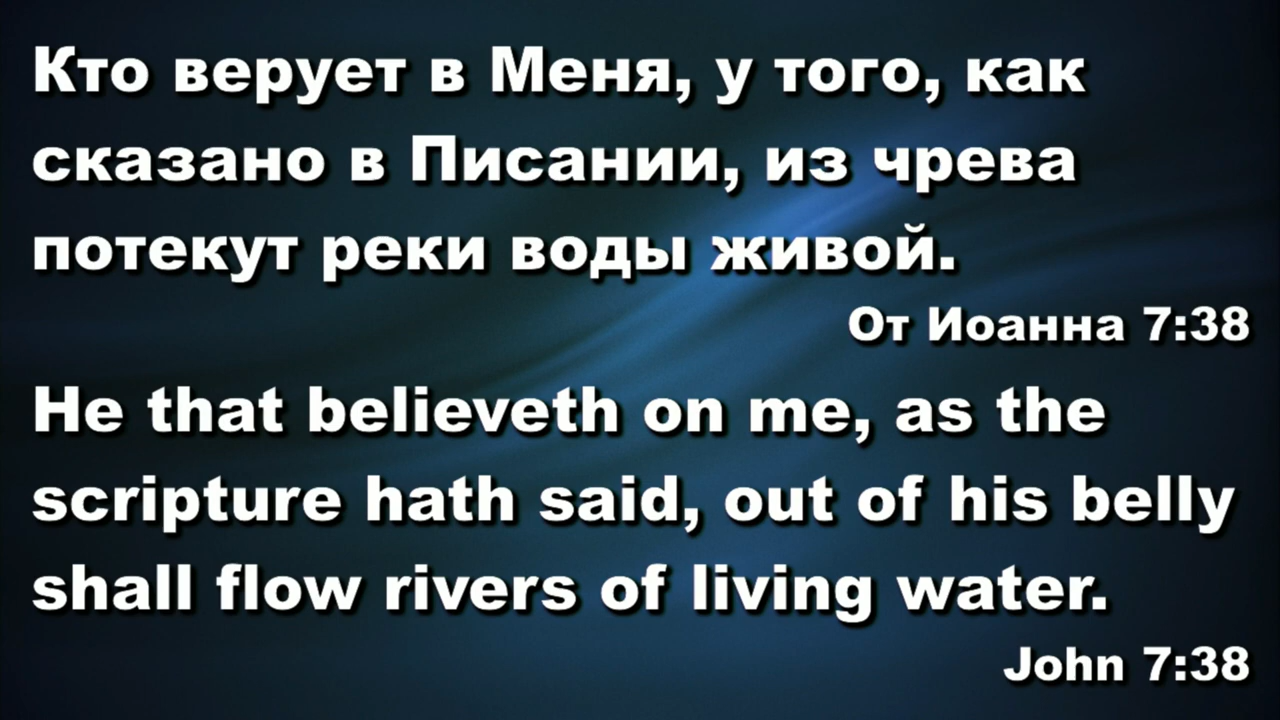 Кто верует в Меня, у того, как
сказано в Писании, из чрева
потекут реки воды живой.
От Иоанна 7:38
He that believeth on me, as the
scripture hath said, out of his belly
shall flow rivers of living water.
John 7:38